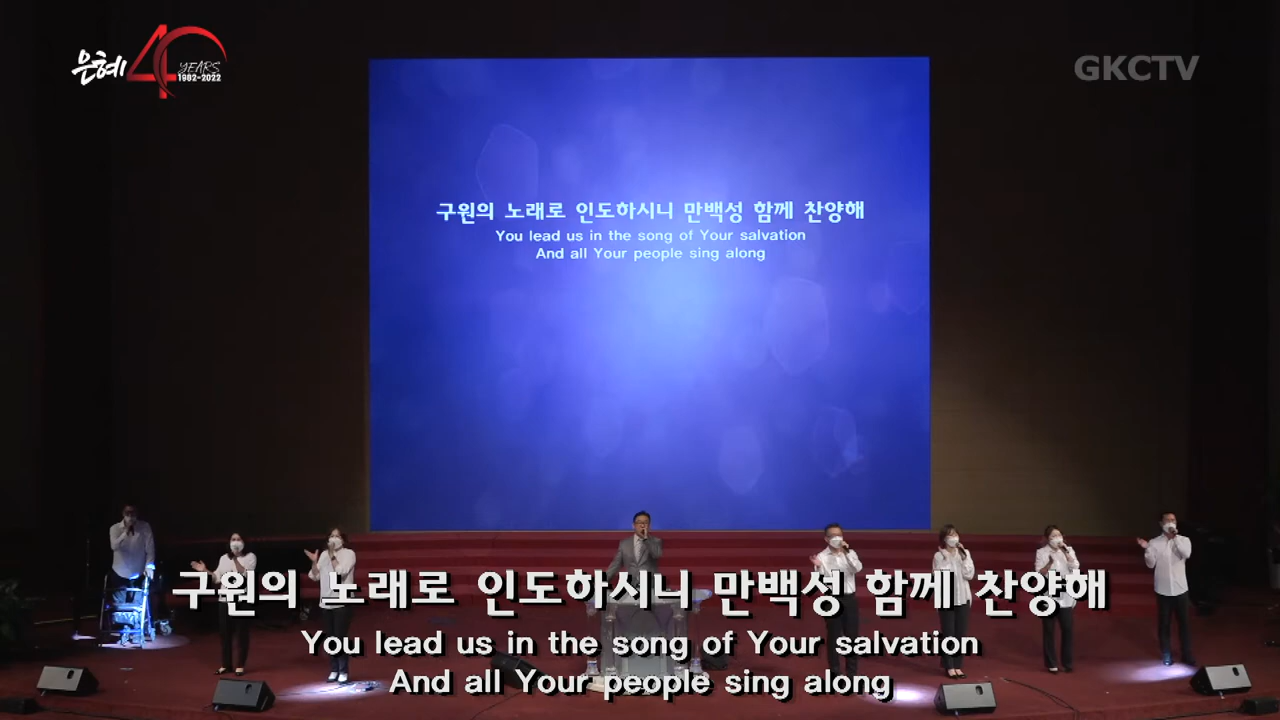 은혜 40 YEARS
1982-2022
GKCTV
구원의 노래로 인도하시니 만백성 함께 찬양해
You lead us in the song of Your salvation
And all Your people sing along
구원의 노래로 인도하시니 만백성 함께 찬양해
You lead us in the song of Your salvation
And all Your people sing along